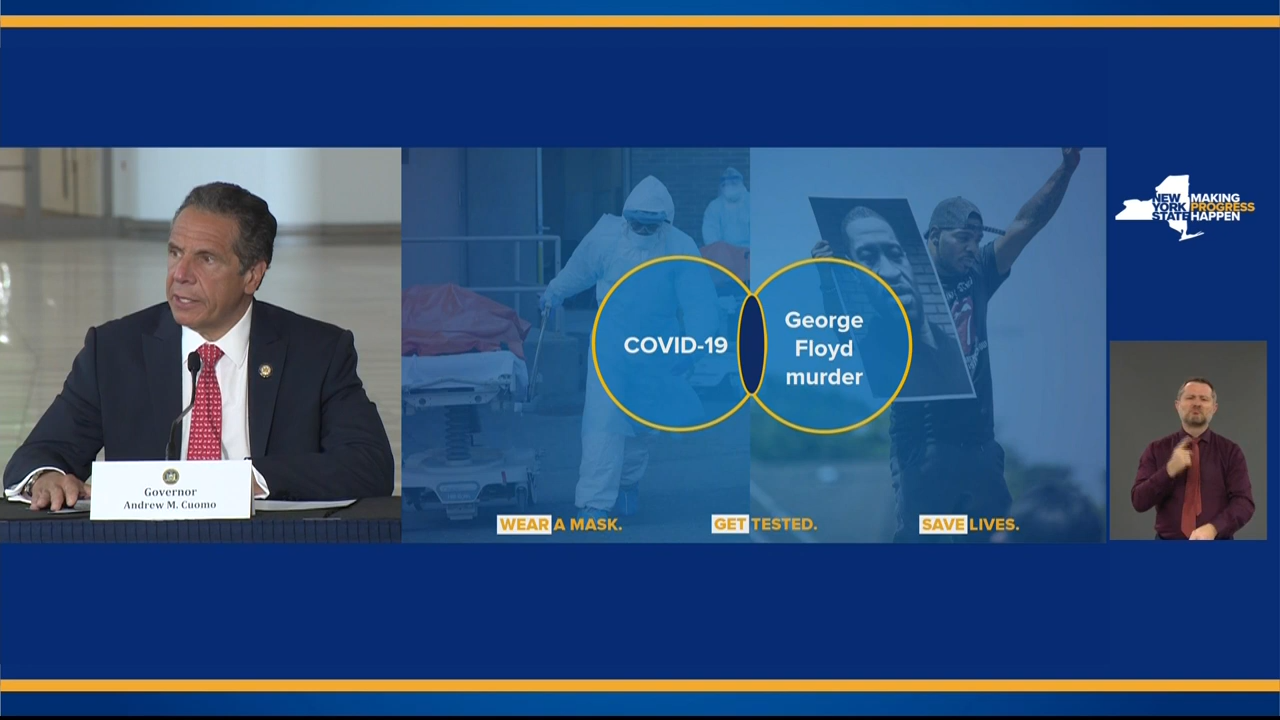 Governor
Andrew M. Cuomo
COVID-19
George
Floyd
murder
WEAR A MASK.
GET TESTED.
SAVE LIVES.
NEW
YORK
STATE
MAKING
PROGRESS
HAPPEN